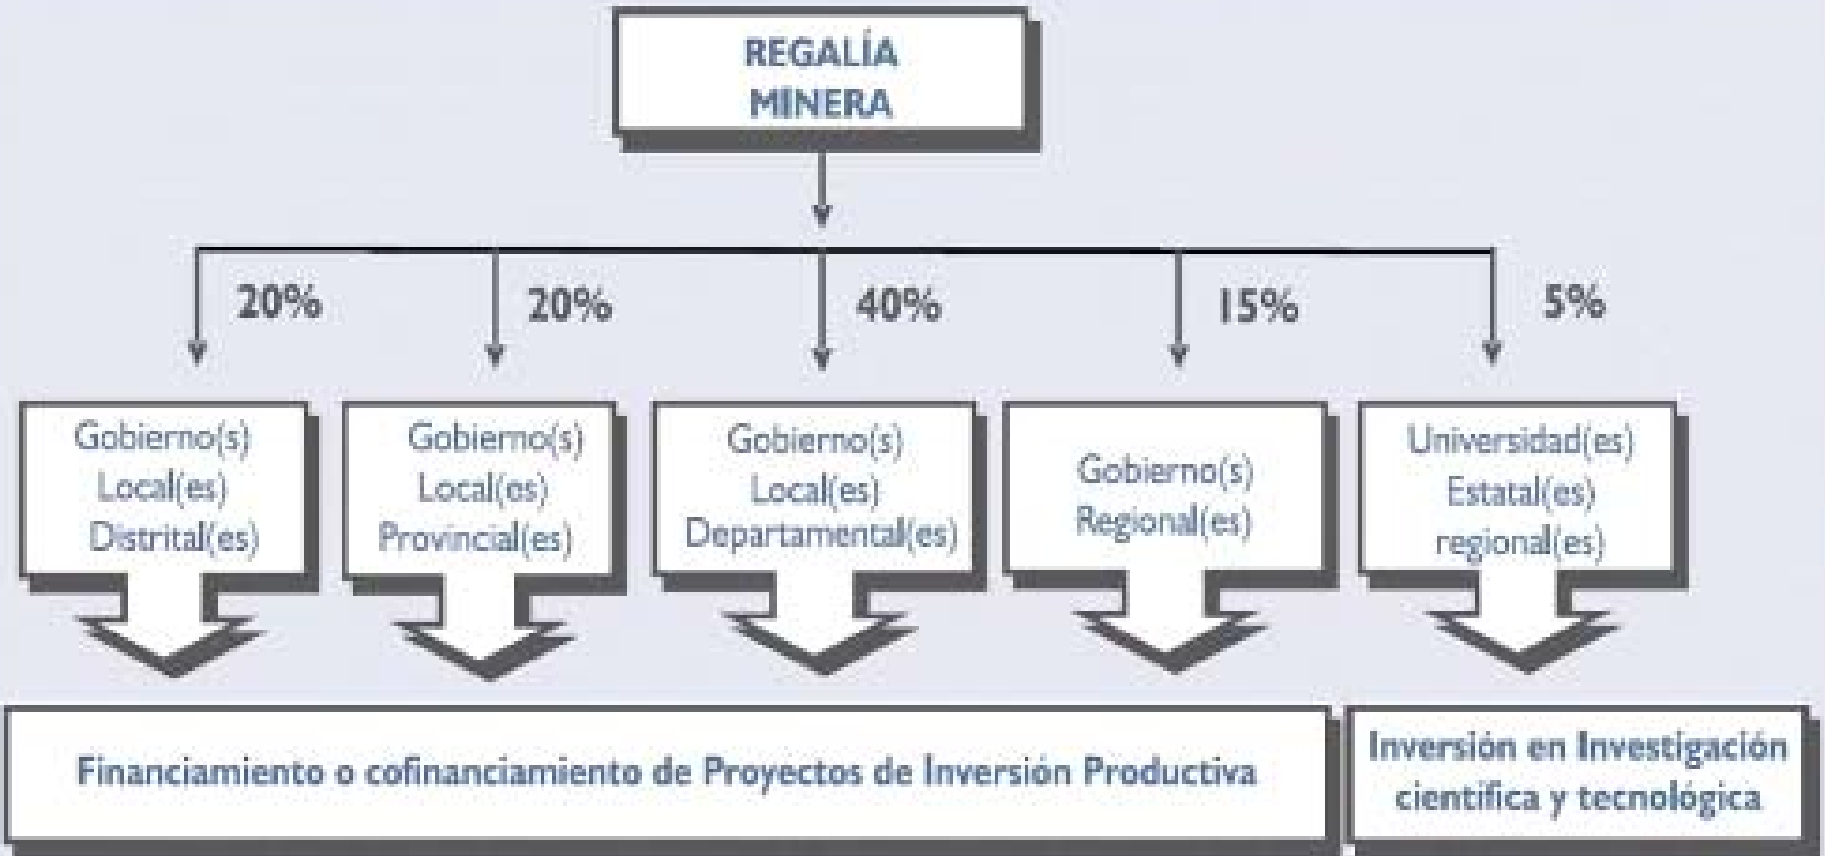 REGALÍA
MINERA
20%
20%
40%
15%
5%
Gobierno(s)
Local(es)
Distrital(es)
Gobierno(s)
Local(es)
Provincial(es)
Gobierno(s)
Local(es)
Departamental(es)
Gobierno(s)
Regional(es)
Universidad(es)
Estatal(es)
regional(es)
Financiamiento o cofinanciamiento de Proyectos de Inversión Productiva
Inversión en Investigación
científica y tecnológica